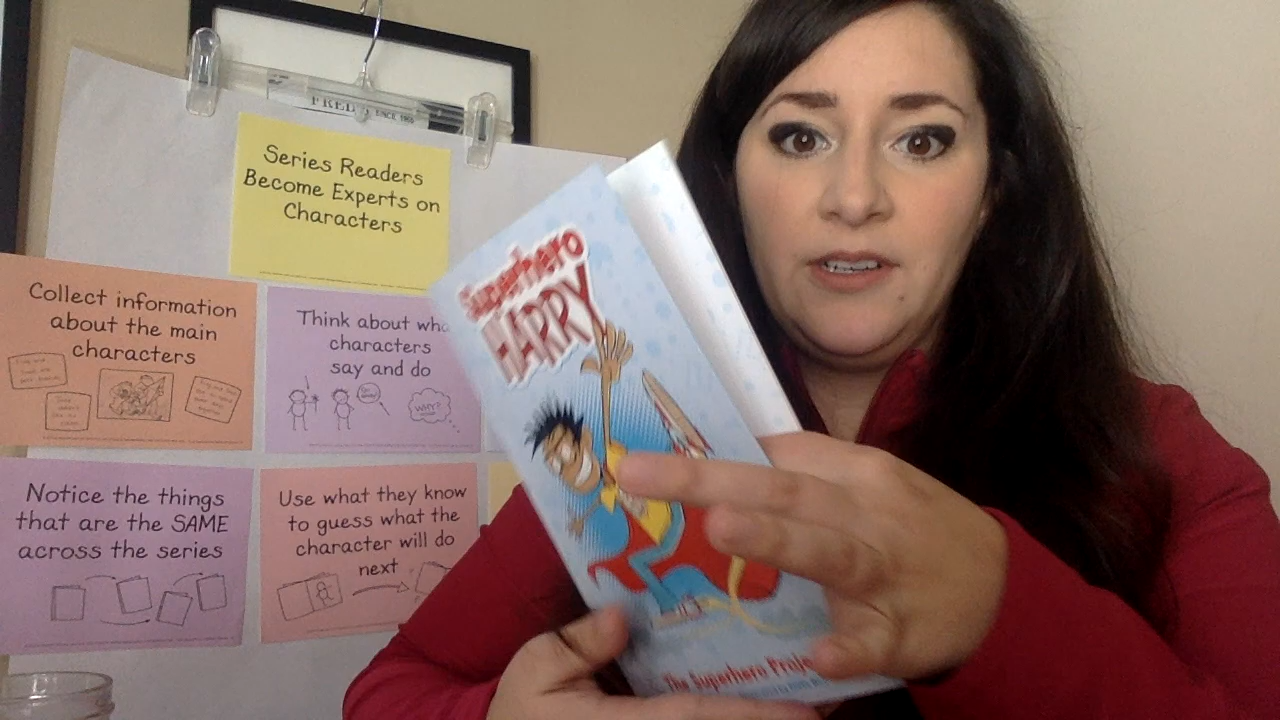 FRED'S SINCE 1969
Series Readers
Become Experts on
Characters
Collect information
about the main
characters
Think about wha
characters
say and do
WHY?
Notice the things
that are the SAME
across the series
Use what they know
to guess what the
character will do
next
Superhero
HARRY
The Superhero Proje